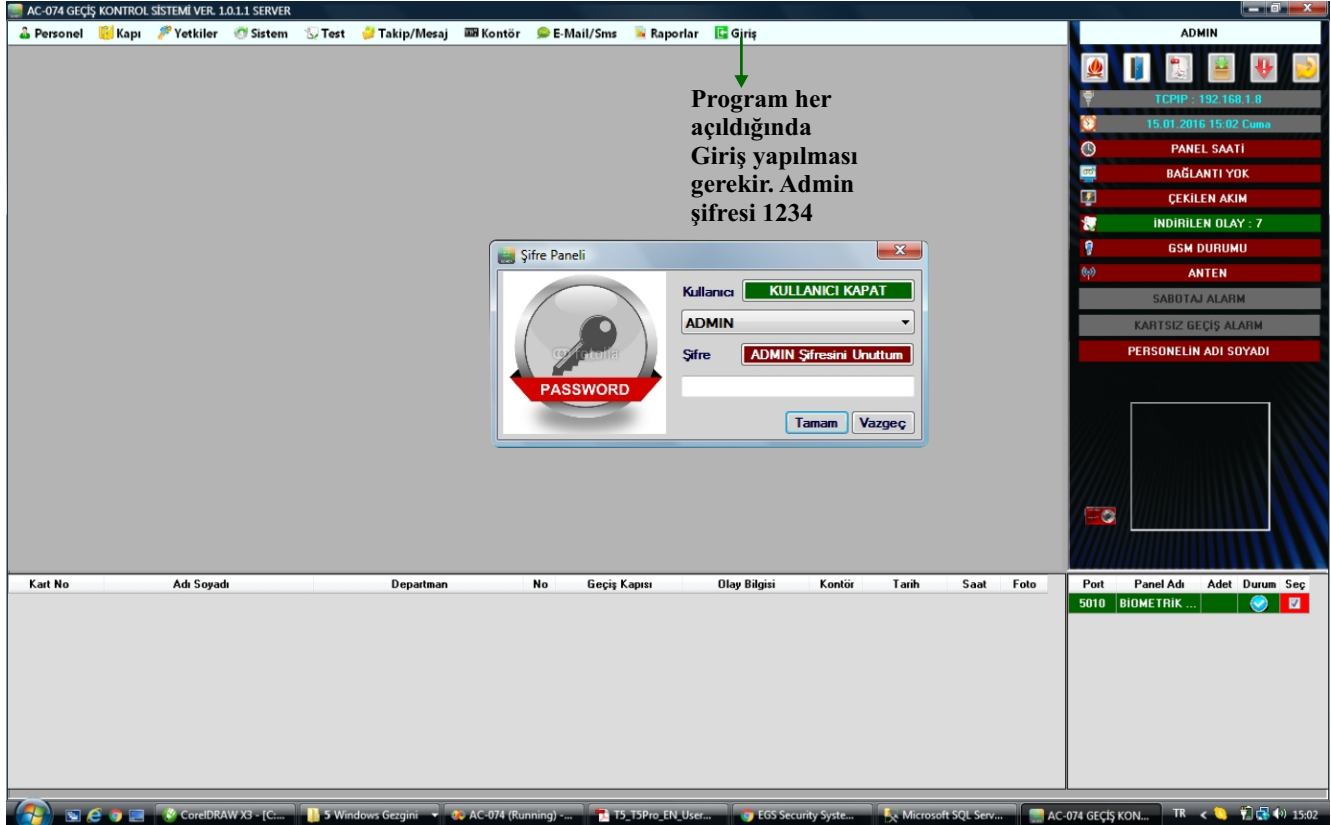 AC-074 GEÇİŞ KONTROL SİSTEMİ VER. 1.0.1.1 SERVER
Personel Kapı Yetkiler Sistem Test Takip/Mesaj Kontör E-Mail/Sms Raporlar Giriş
ADMIN
Program her
açıldığında
Giriş yapılması
gerekir. Admin
şifresi 1234
TCPIP : 192.168.1.8
15.01.2016 15:02 Cuma
PANEL SAATİ
BAĞLANTI YOK
ÇEKİLEN AKIM
İNDİRİLEN OLAY : 7
GSM DURUMU
ANTEN
SABOTAJ ALARM
KARTSIZ GEÇİŞ ALARM
PERSONELİN ADI SOYADI
Şifre Paneli
Kullanıcı KULLANICI KAPAT
ADMIN
Şifre ADMIN Şifresini Unuttum
fotolia
PASSWORD
Tamam Vazgeç
Kart No Adı Soyadı Departman No Geçiş Kapısı Olay Bilgisi Kontör Tarih Saat Foto
Port Panel Adı Adet Durum Seç
5010 BİOMETRİK ...
CorelDRAW X3 - [C:... 5 Windows Gezgini AC-074 (Running) -... T5_T5Pro_EN_User... EGS Security Syste... Microsoft SQL Serv... AC-074 GEÇİŞ KON... TR 15:02